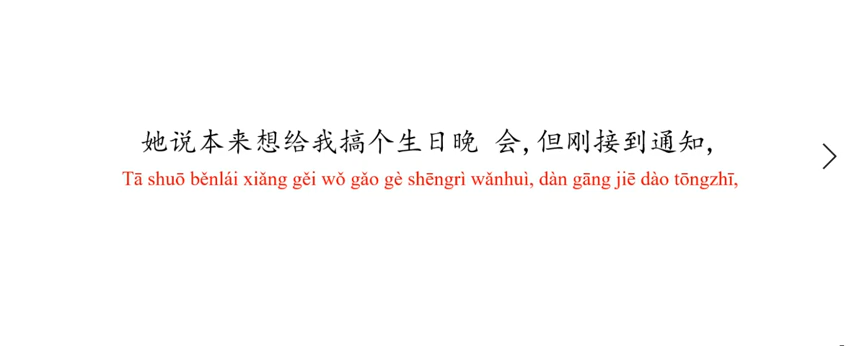 她说本来想给我搞个生日晚 会,但刚接到通知,
Tā shuō běnlái xiǎng gěi wǒ gǎo gè shēngrì wǎnhuì, dàn gāng jiē dào tōngzhī,